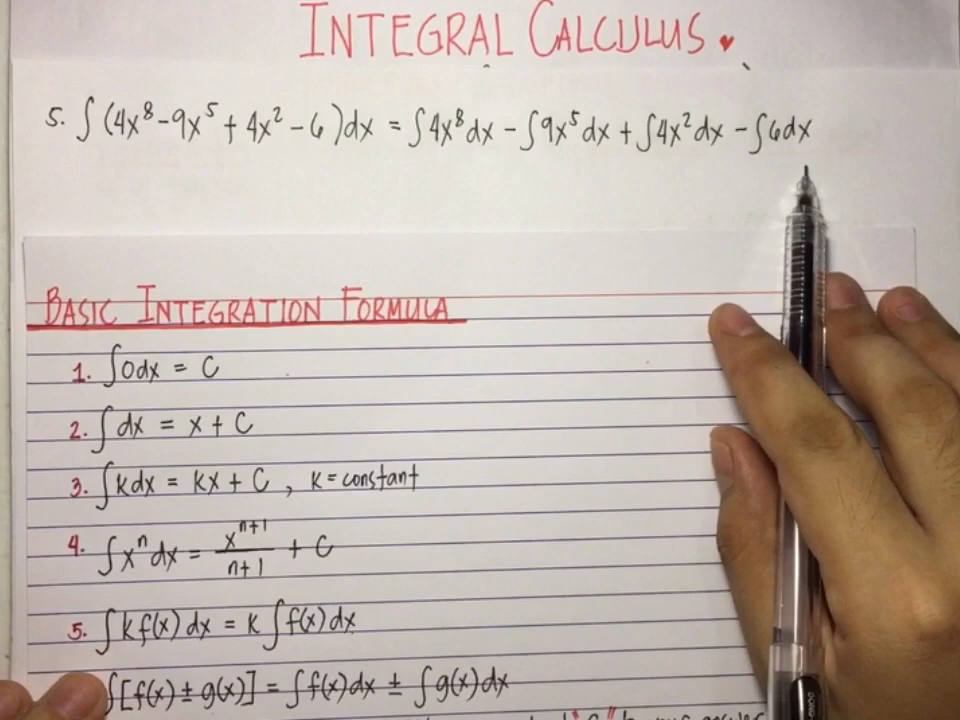 INTEGRAL CALCULUS.♥
5. ∫(4x⁸-9x⁵+4x²-6)dx = ∫4x⁸dx - ∫9x⁵dx + ∫4x²dx - ∫6dx
BASIC INTEGRATION FORMULA
1. ∫0dx = C
2. ∫dx = x + C
3. ∫kdx = kx + C, k = constant
4. ∫xⁿdx = xⁿ⁺¹/n+1 + C
5. ∫kf(x)dx = k∫f(x)dx
∫[f(x)±g(x)] = ∫f(x)dx ± ∫g(x)dx